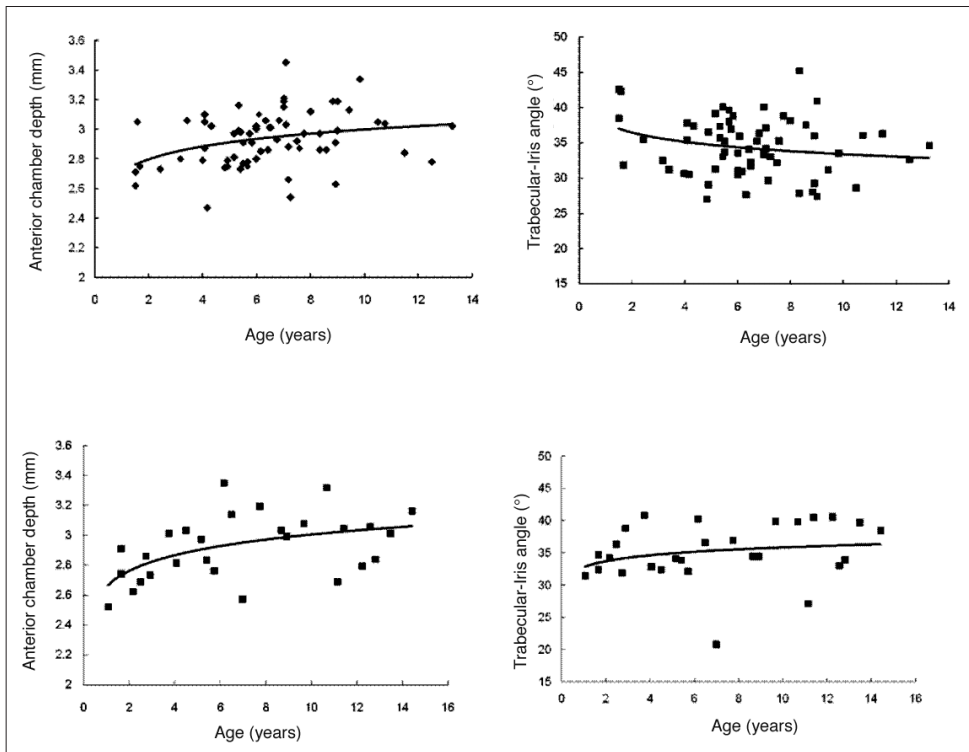 Anterior chamber depth (mm)
3.6
3.4
3.2
3
2.8
2.6
2.4
2.2
2
0 2 4 6 8 10 12 14
Age (years)
Trabecular-Iris angle (°)
50
45
40
35
30
25
20
15
0 2 4 6 8 10 12 14
Age (years)
Anterior chamber depth (mm)
3.6
3.4
3.2
3
2.8
2.6
2.4
2.2
2
0 2 4 6 8 10 12 14 16
Age (years)
Trabecular-Iris angle (°)
50
45
40
35
30
25
20
15
0 2 4 6 8 10 12 14 16
Age (years)